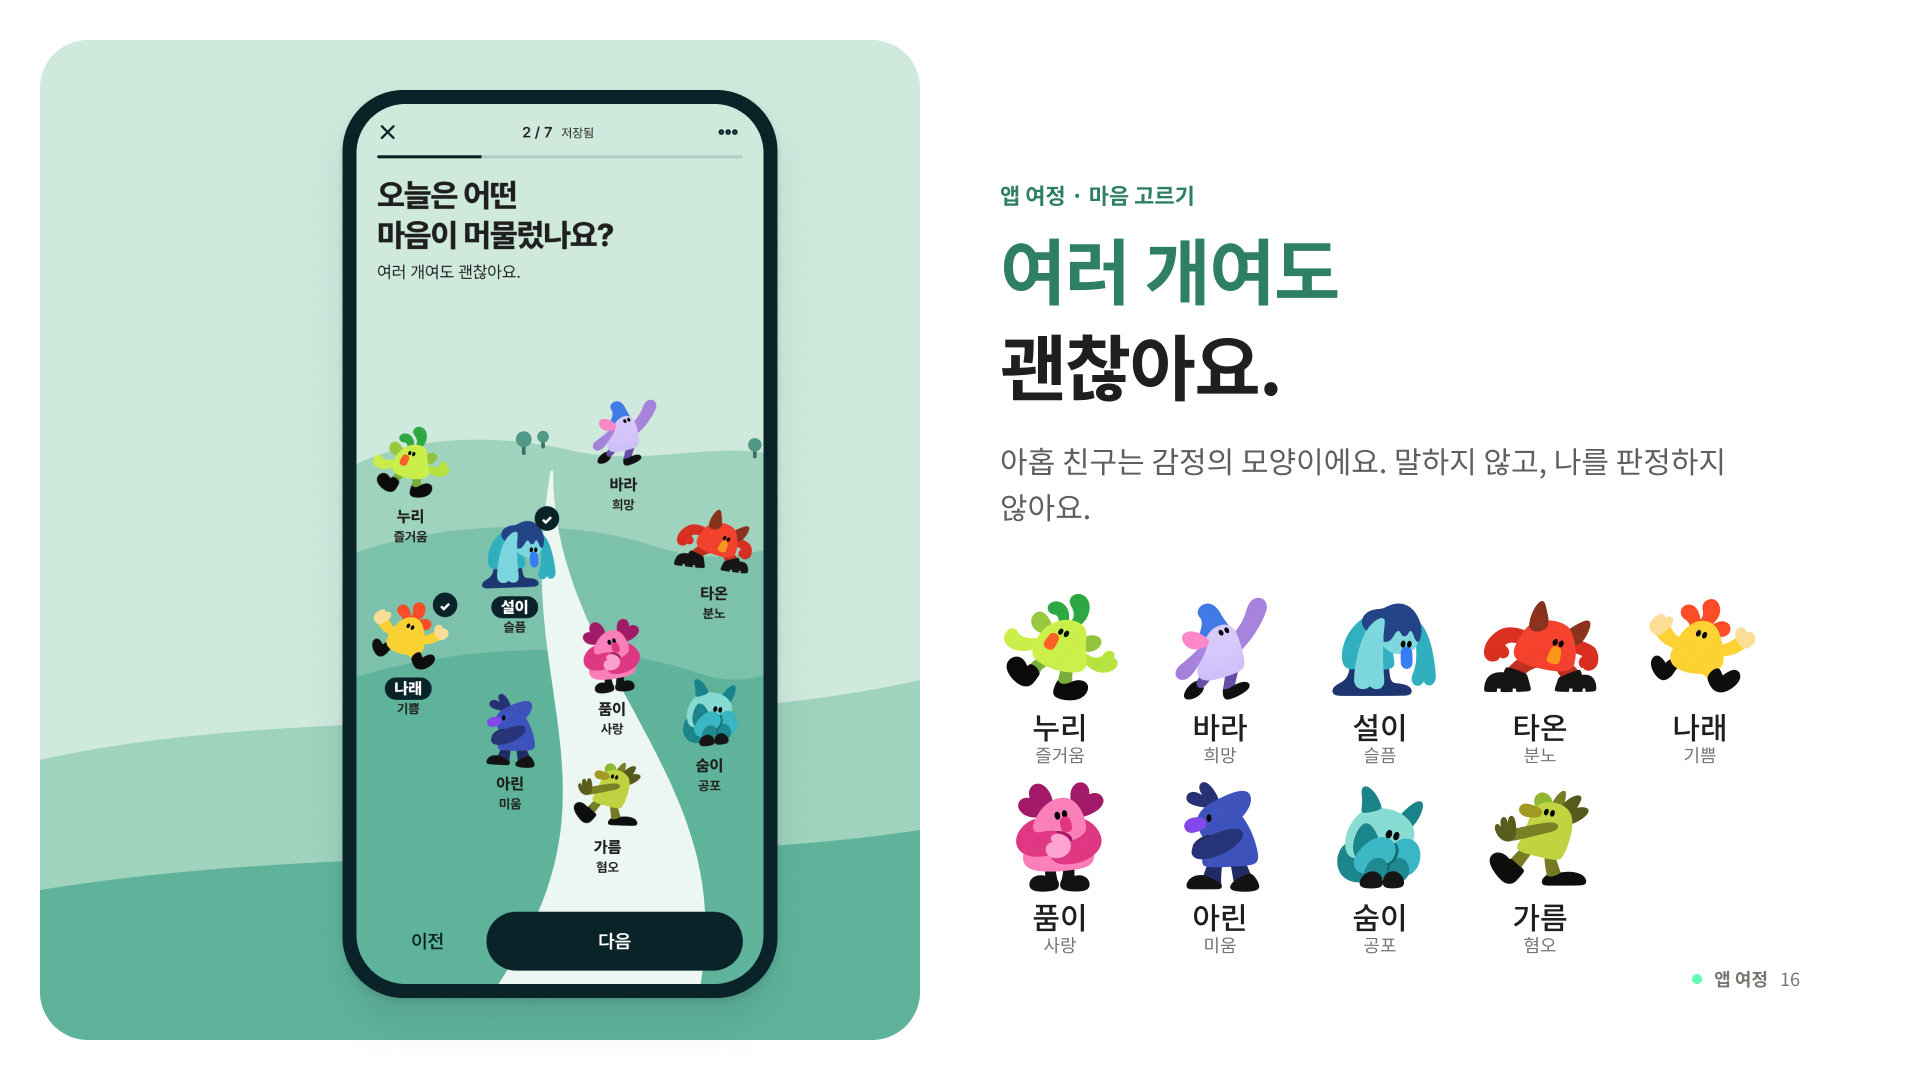 2 / 7 저장됨
오늘은 어떤
마음이 머물렀나요?
여러 개여도 괜찮아요.
바라
희망
누리
즐거움
설이
슬픔
타온
분노
나래
기쁨
품이
사랑
아린
미움
숨이
공포
가름
혐오
이전
다음
앱 여정 · 마음 고르기
여러 개여도
괜찮아요.
아홉 친구는 감정의 모양이에요. 말하지 않고, 나를 판정하지
않아요.
누리 바라 설이 타온 나래
즐거움 희망 슬픔 분노 기쁨
품이 아린 숨이 가름
사랑 미움 공포 혐오
앱 여정 16